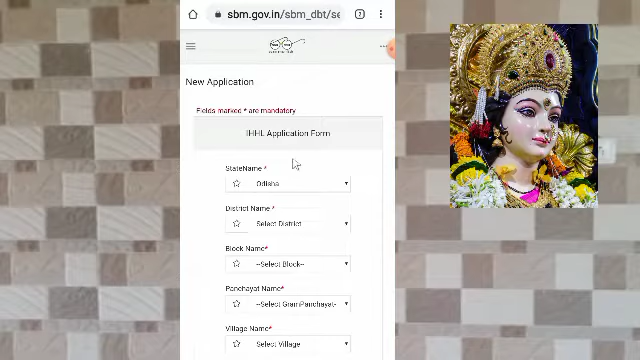 sbm.gov.in/sbm_dbt/se
New Application
Fields marked * are mandatory
IHHL Application Form
StateName *
Odisha
District Name *
Select District
Block Name*
--Select Block--
Panchayat Name*
--Select GramPanchayat-
Village Name*
Select Village